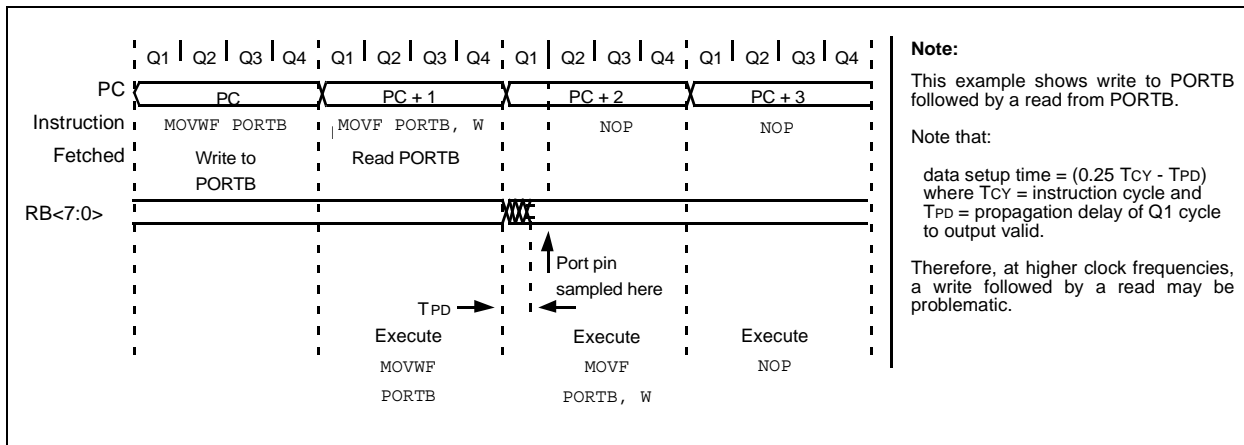 Q1 Q2 Q3 Q4 Q1 Q2 Q3 Q4 Q1 Q2 Q3 Q4 Q1 Q2 Q3 Q4
PC PC PC + 1 PC + 2 PC + 3
Instruction MOVWF PORTB MOVF PORTB, W NOP NOP
Fetched Write to Read PORTB
PORTB
RB<7:0>
Port pin
sampled here
TPD
Execute Execute Execute
MOVWF MOVF NOP
PORTB PORTB, W
Note:
This example shows write to PORTB
followed by a read from PORTB.
Note that:
data setup time = (0.25 TCY - TPD)
where TCY = instruction cycle and
TPD = propagation delay of Q1 cycle
to output valid.
Therefore, at higher clock frequencies,
a write followed by a read may be
problematic.